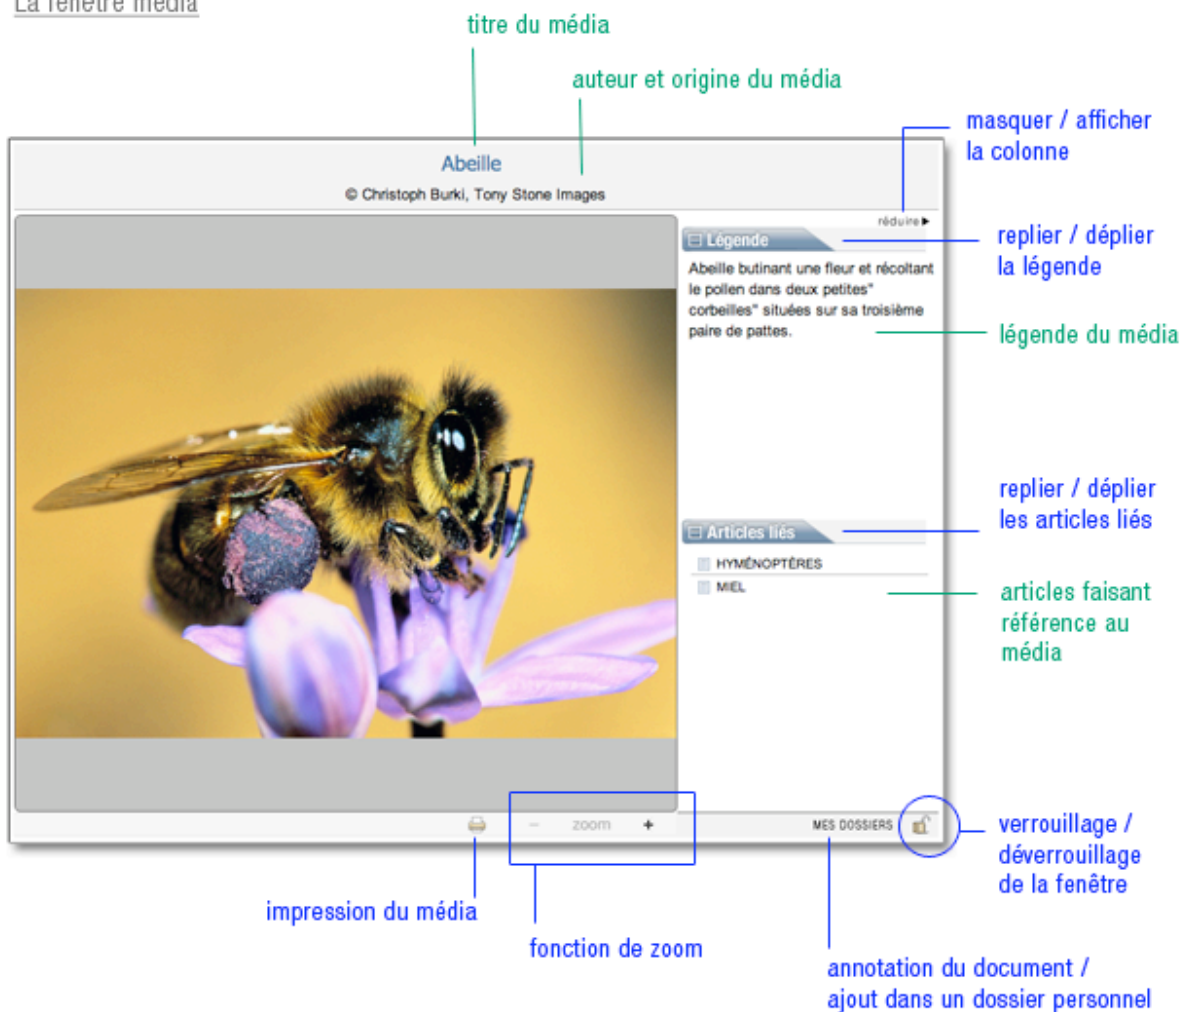 La fenêtre média
titre du média
auteur et origine du média
masquer / afficher
la colonne
Abeille
© Christoph Burki, Tony Stone Images
réduire
Légende
replier / déplier
la légende
Abeille butinant une fleur et récoltant
le pollen dans deux petites"
corbeilles" situées sur sa troisième
paire de pattes.
légende du média
replier / déplier
les articles liés
Articles liés
HYMÉNOPTÈRES
MIEL
articles faisant
référence au
média
− zoom +
MES DOSSIERS
verrouillage /
déverrouillage
de la fenêtre
impression du média
fonction de zoom
annotation du document /
ajout dans un dossier personnel